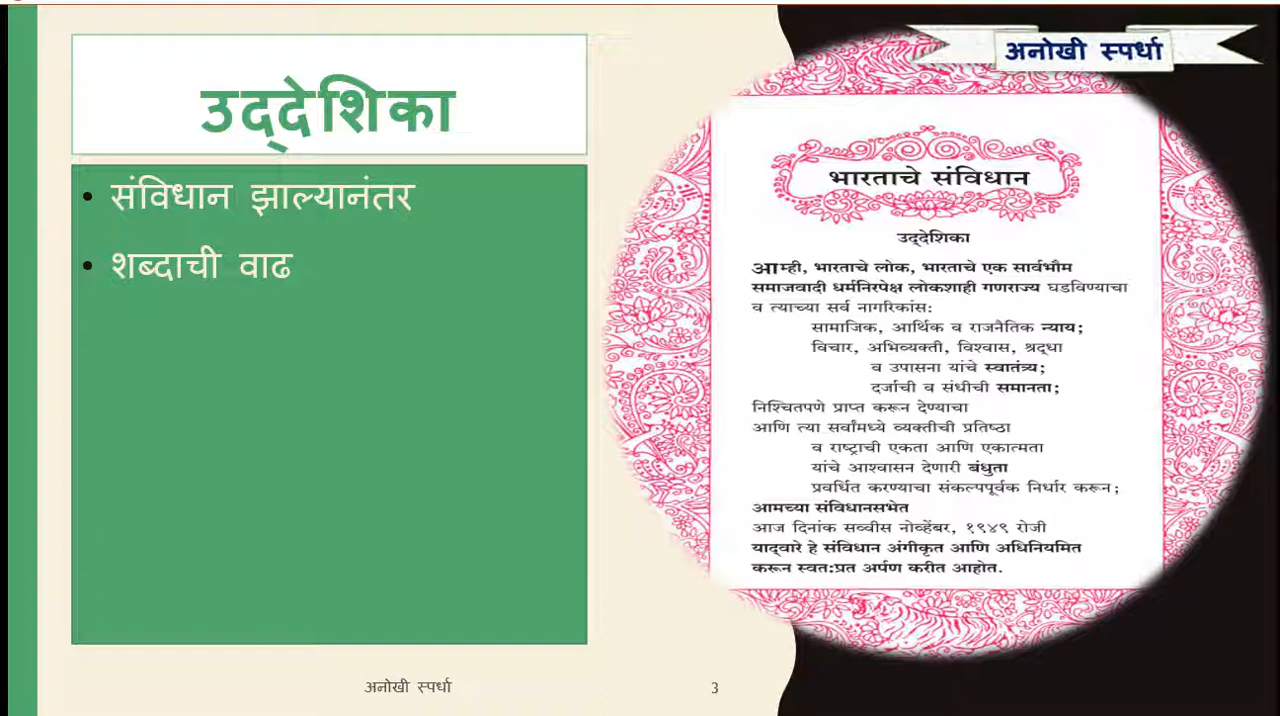 उद्देशिका
• संविधान झाल्यानंतर
• शब्दाची वाढ
अनोखी स्पर्धा
भारताचे संविधान
उद्देशिका
आम्ही, भारताचे लोक, भारताचे एक सार्वभौम
समाजवादी धर्मनिरपेक्ष लोकशाही गणराज्य घडविण्याचा
व त्याच्या सर्व नागरिकांस:
सामाजिक, आर्थिक व राजनैतिक न्याय;
विचार, अभिव्यक्ती, विश्वास, श्रद्धा
व उपासना यांचे स्वातंत्र्य;
दर्जाची व संधीची समानता;
निश्चितपणे प्राप्त करून देण्याचा
आणि त्या सर्वांमध्ये व्यक्तीची प्रतिष्ठा
व राष्ट्राची एकता आणि एकात्मता
यांचे आश्वासन देणारी बंधुता
प्रवर्धित करण्याचा संकल्पपूर्वक निर्धार करून;
आमच्या संविधानसभेत
आज दिनांक सव्वीस नोव्हेंबर, १९४९ रोजी
याद्वारे हे संविधान अंगीकृत आणि अधिनियमित
करून स्वत:प्रत अर्पण करीत आहोत.
अनोखी स्पर्धा
3